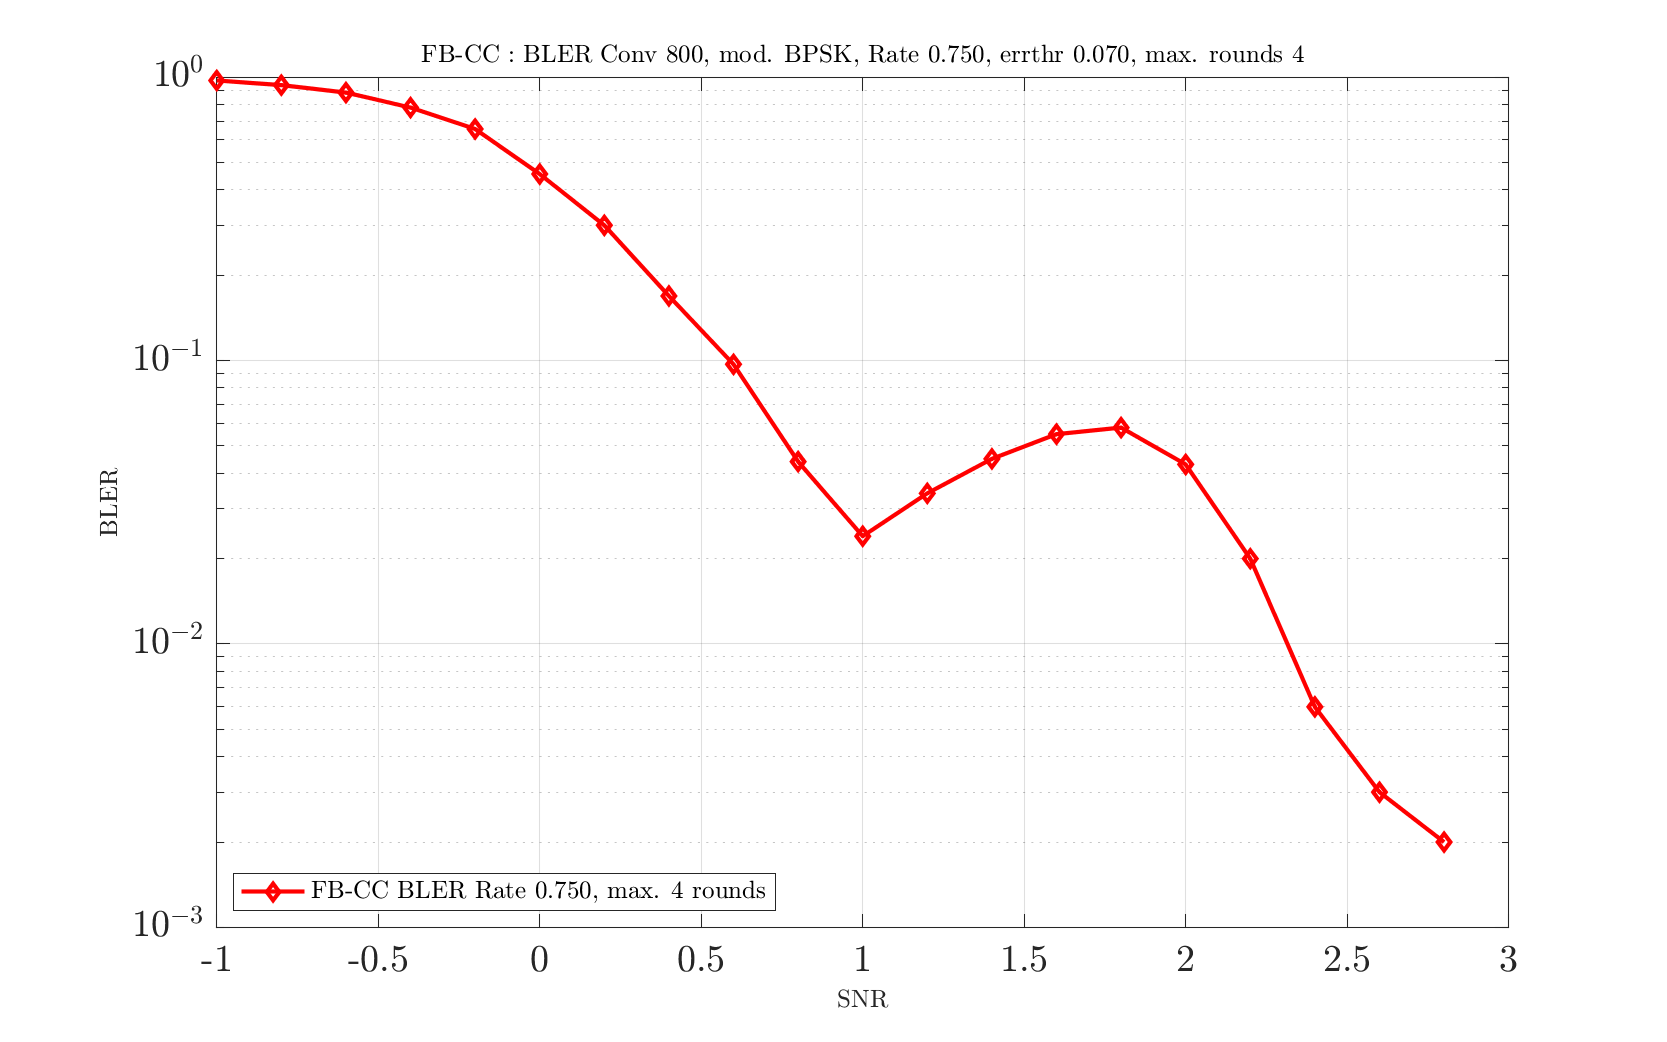 FB-CC : BLER Conv 800, mod. BPSK, Rate 0.750, errthr 0.070, max. rounds 4
10^0
10^-1
10^-2
10^-3
BLER
FB-CC BLER Rate 0.750, max. 4 rounds
-1 -0.5 0 0.5 1 1.5 2 2.5 3
SNR